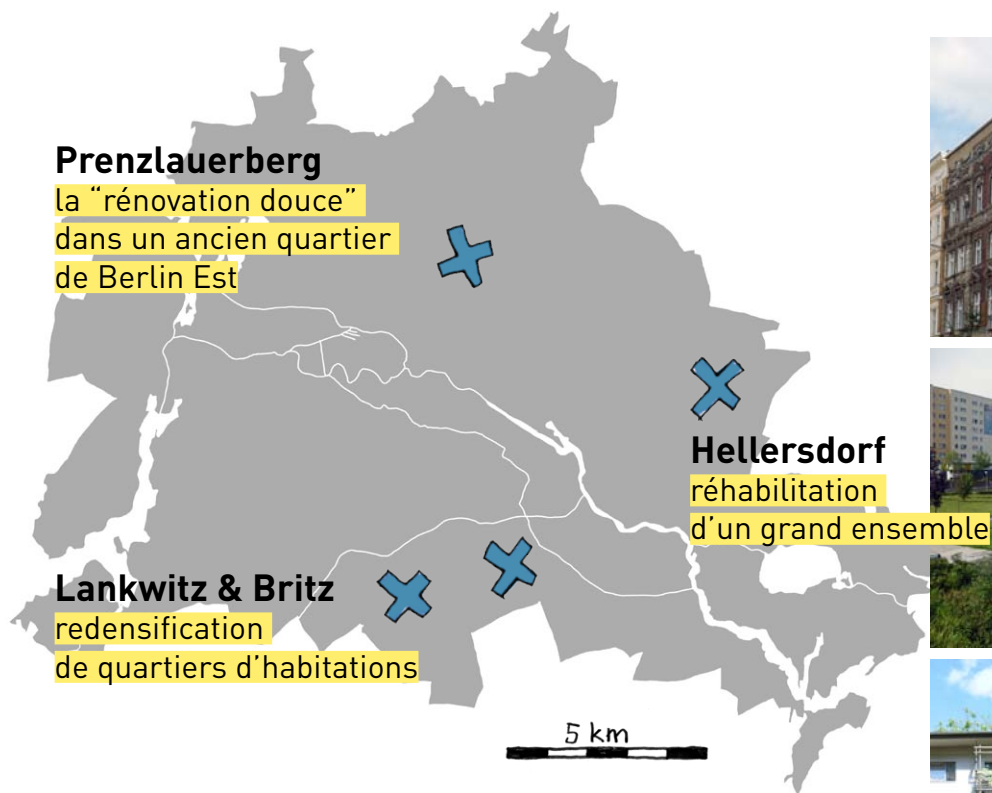 Prenzlauerberg
la “rénovation douce”
dans un ancien quartier
de Berlin Est
Hellersdorf
réhabilitation
d’un grand ensemble
Lankwitz & Britz
redensification
de quartiers d’habitations
5 km